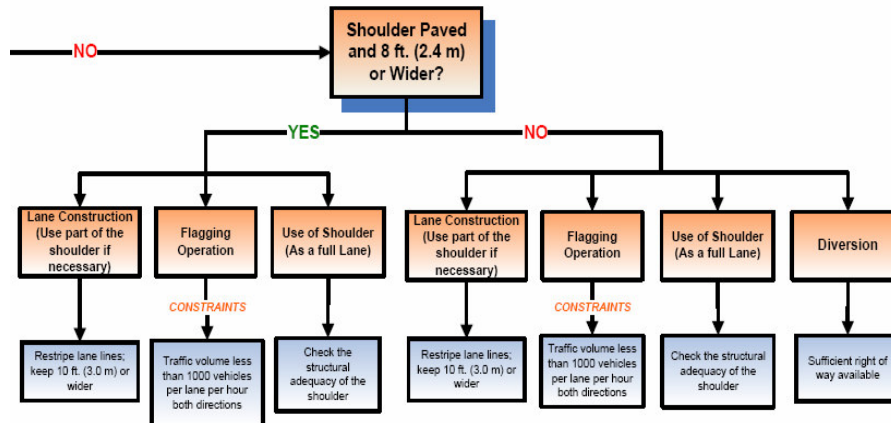 Shoulder Paved
and 8 ft. (2.4 m)
or Wider?
NO
YES
NO
Lane Construction
(Use part of the
shoulder if
necessary)
Flagging
Operation
Use of Shoulder
(As a full Lane)
Lane Construction
(Use part of the
shoulder if
necessary)
Flagging
Operation
Use of Shoulder
(As a full Lane)
Diversion
CONSTRAINTS
CONSTRAINTS
Restripe lane lines;
keep 10 ft. (3.0 m) or
wider
Traffic volume less
than 1000 vehicles
per lane per hour
both directions
Check the
structural
adequacy of the
shoulder
Restripe lane lines;
keep 10 ft. (3.0 m) or
wider
Traffic volume less
than 1000 vehicles
per lane per hour
both directions
Check the structural
adequacy of the
shoulder
Sufficient right of
way available